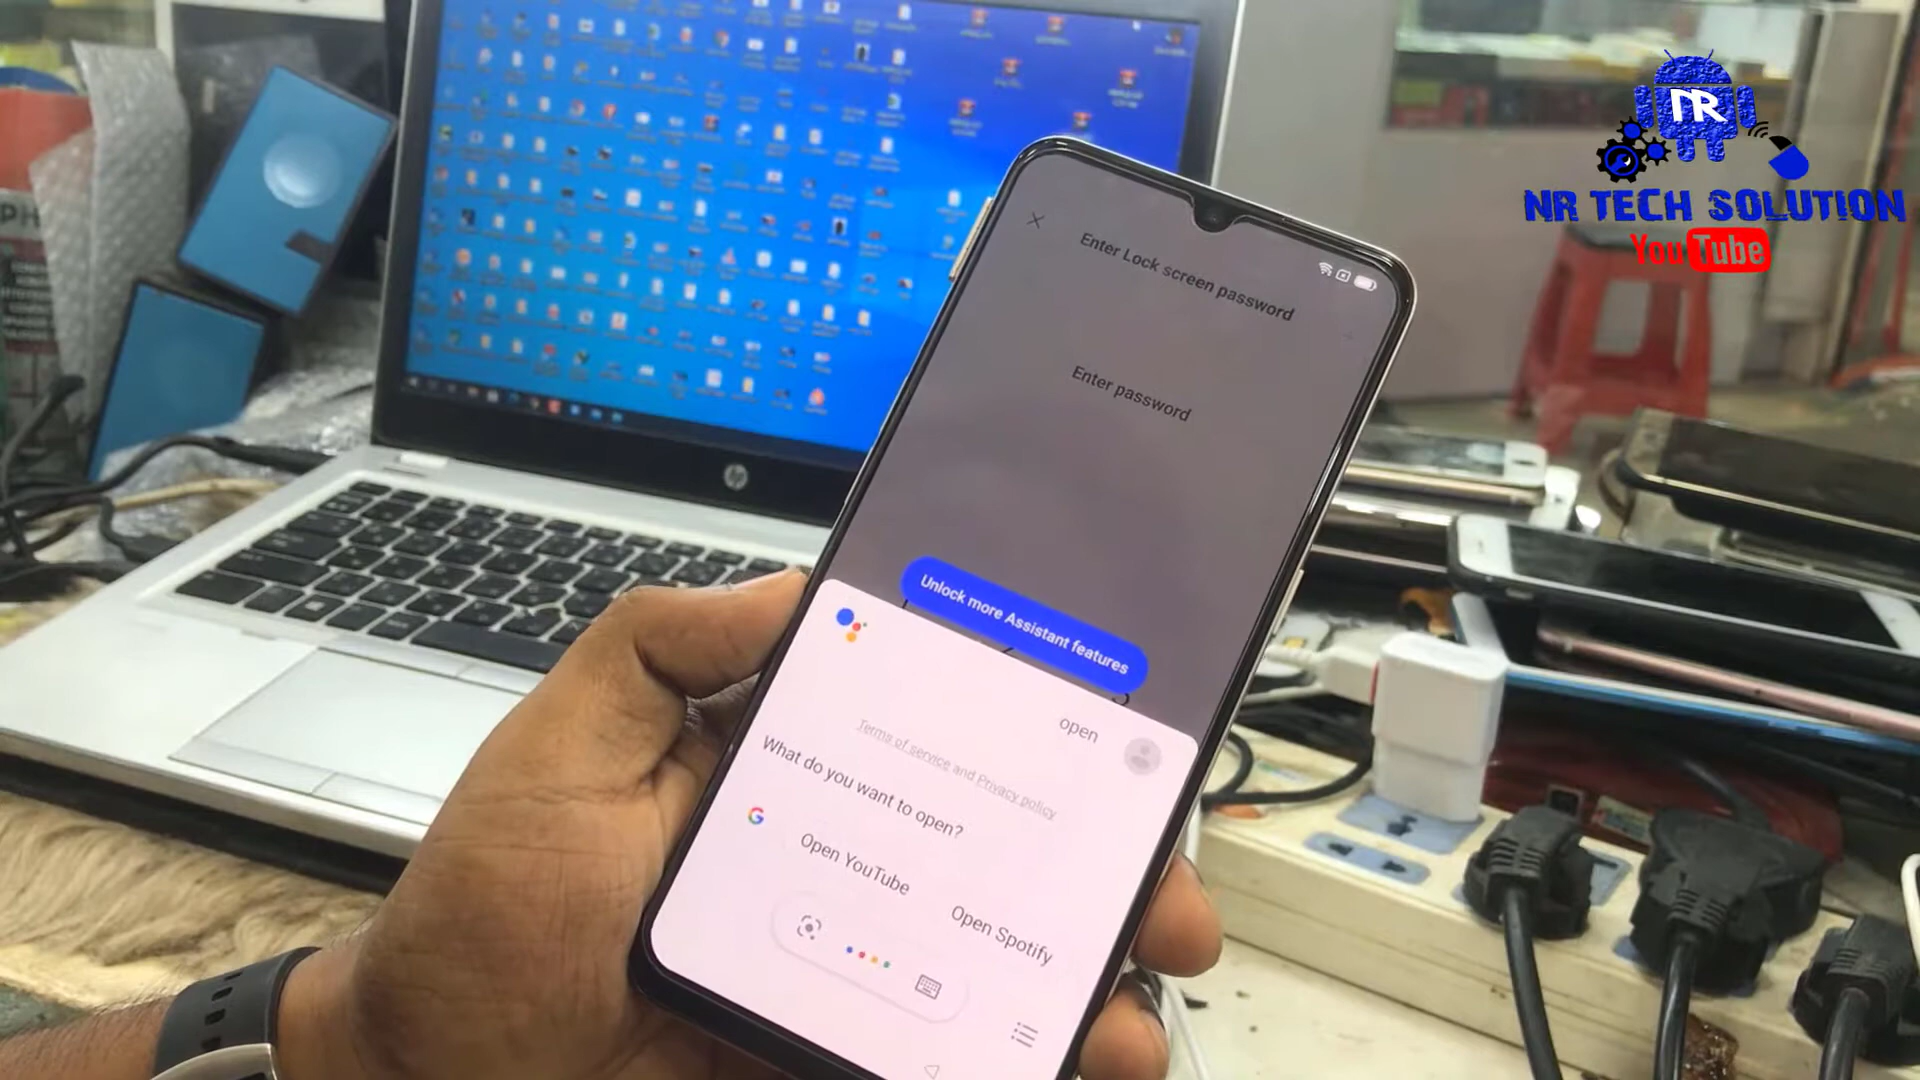 NR
NR TECH SOLUTION
YouTube
Enter Lock screen password
Enter password
Unlock more Assistant features
open
Terms of service and Privacy policy
What do you want to open?
Open YouTube
Open Spotify
hp
PH